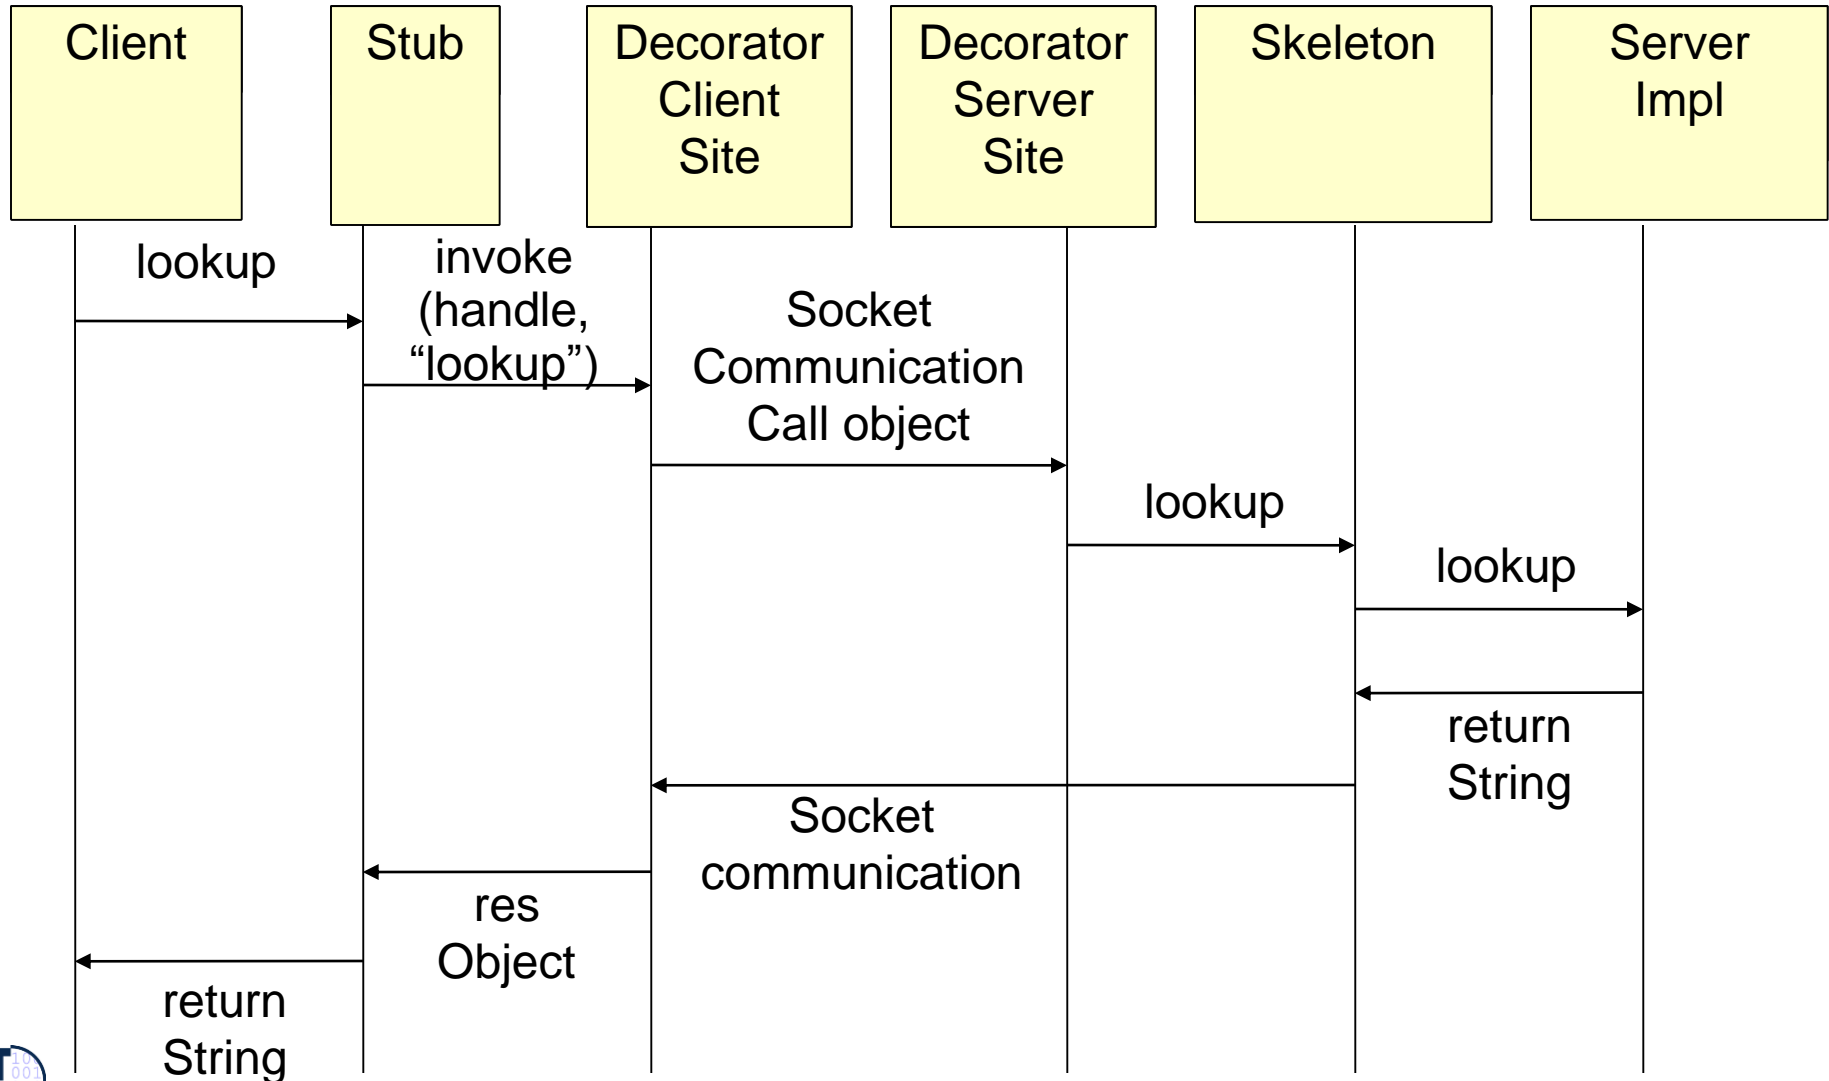 Client
Stub
Decorator
Client
Site
Decorator
Server
Site
Skeleton
Server
Impl
lookup
invoke
(handle,
“lookup”)
Socket
Communication
Call object
lookup
lookup
return
String
Socket
communication
res
Object
return
String